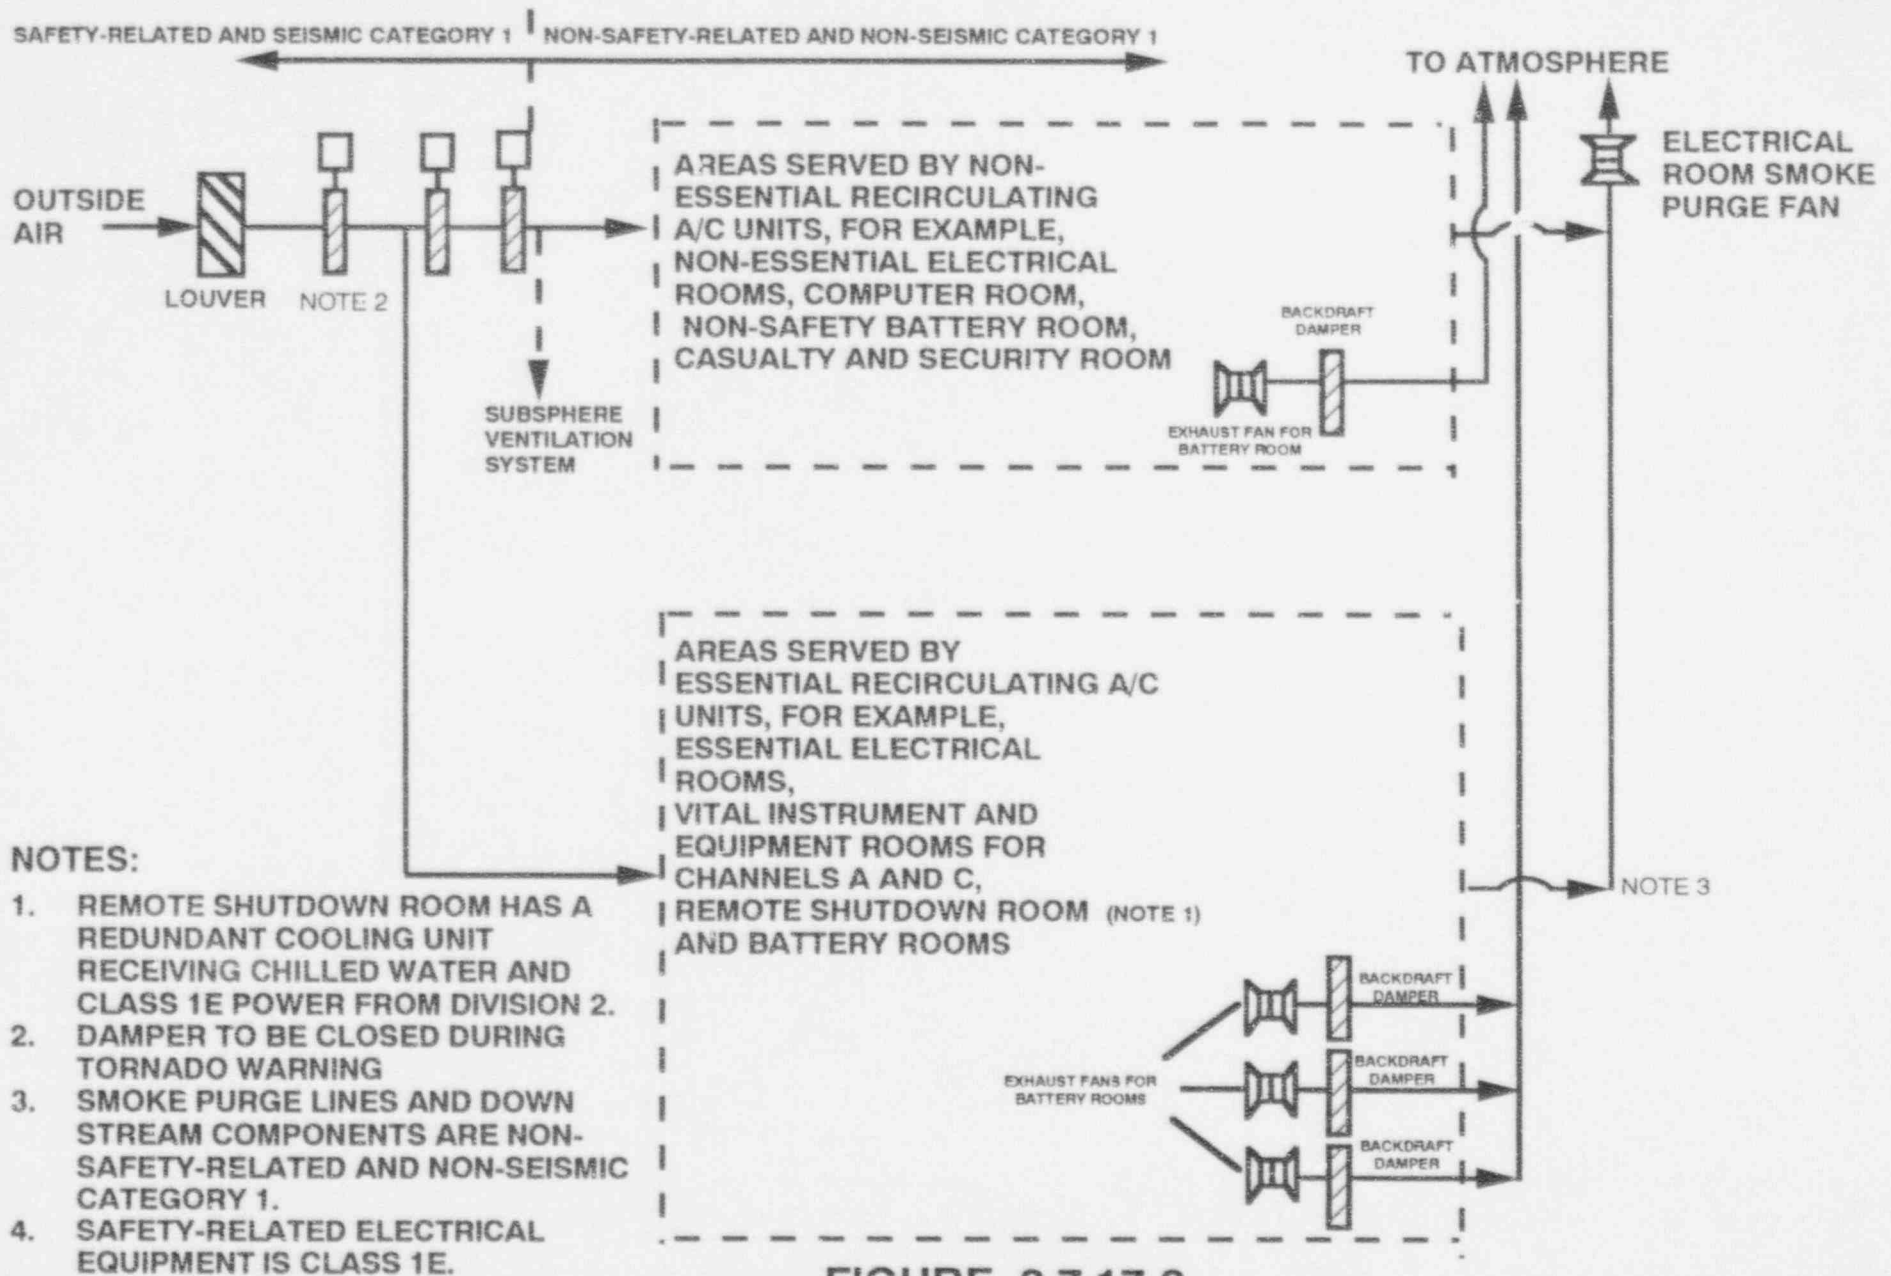 SAFETY-RELATED AND SEISMIC CATEGORY 1
NON-SAFETY-RELATED AND NON-SEISMIC CATEGORY 1
TO ATMOSPHERE
ELECTRICAL
ROOM SMOKE
PURGE FAN
OUTSIDE
AIR
LOUVER
NOTE 2
SUBSPHERE
VENTILATION
SYSTEM
AREAS SERVED BY NON-
ESSENTIAL RECIRCULATING
A/C UNITS, FOR EXAMPLE,
NON-ESSENTIAL ELECTRICAL
ROOMS, COMPUTER ROOM,
NON-SAFETY BATTERY ROOM,
CASUALTY AND SECURITY ROOM
BACKDRAFT
DAMPER
EXHAUST FAN FOR
BATTERY ROOM
AREAS SERVED BY
ESSENTIAL RECIRCULATING A/C
UNITS, FOR EXAMPLE,
ESSENTIAL ELECTRICAL
ROOMS,
VITAL INSTRUMENT AND
EQUIPMENT ROOMS FOR
CHANNELS A AND C,
REMOTE SHUTDOWN ROOM (NOTE 1)
AND BATTERY ROOMS
NOTE 3
BACKDRAFT
DAMPER
BACKDRAFT
DAMPER
BACKDRAFT
DAMPER
EXHAUST FANS FOR
BATTERY ROOMS
NOTES:
1. REMOTE SHUTDOWN ROOM HAS A
REDUNDANT COOLING UNIT
RECEIVING CHILLED WATER AND
CLASS 1E POWER FROM DIVISION 2.
2. DAMPER TO BE CLOSED DURING
TORNADO WARNING
3. SMOKE PURGE LINES AND DOWN
STREAM COMPONENTS ARE NON-
SAFETY-RELATED AND NON-SEISMIC
CATEGORY 1.
4. SAFETY-RELATED ELECTRICAL
EQUIPMENT IS CLASS 1E.